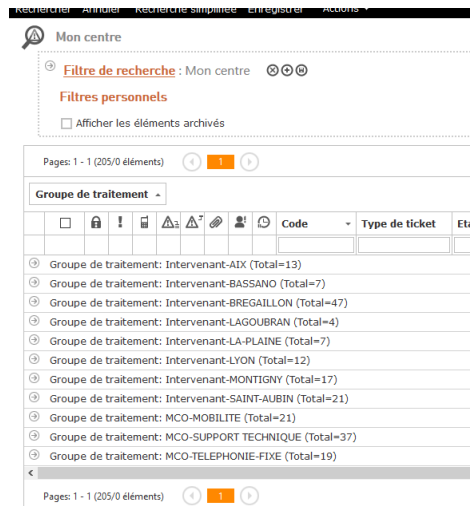 Rechercher Annuler Recherche simplifiée Enregistrer Actions
Mon centre
Filtre de recherche : Mon centre
Filtres personnels
Afficher les éléments archivés
Pages: 1 - 1 (205/0 éléments) 1
Groupe de traitement
Code Type de ticket Eta
Groupe de traitement: Intervenant-AIX (Total=13)
Groupe de traitement: Intervenant-BASSANO (Total=7)
Groupe de traitement: Intervenant-BREGAILLON (Total=47)
Groupe de traitement: Intervenant-LAGOUBRAN (Total=4)
Groupe de traitement: Intervenant-LA-PLAINE (Total=7)
Groupe de traitement: Intervenant-LYON (Total=12)
Groupe de traitement: Intervenant-MONTIGNY (Total=17)
Groupe de traitement: Intervenant-SAINT-AUBIN (Total=21)
Groupe de traitement: MCO-MOBILITE (Total=21)
Groupe de traitement: MCO-SUPPORT TECHNIQUE (Total=37)
Groupe de traitement: MCO-TELEPHONIE-FIXE (Total=19)
Pages: 1 - 1 (205/0 éléments) 1